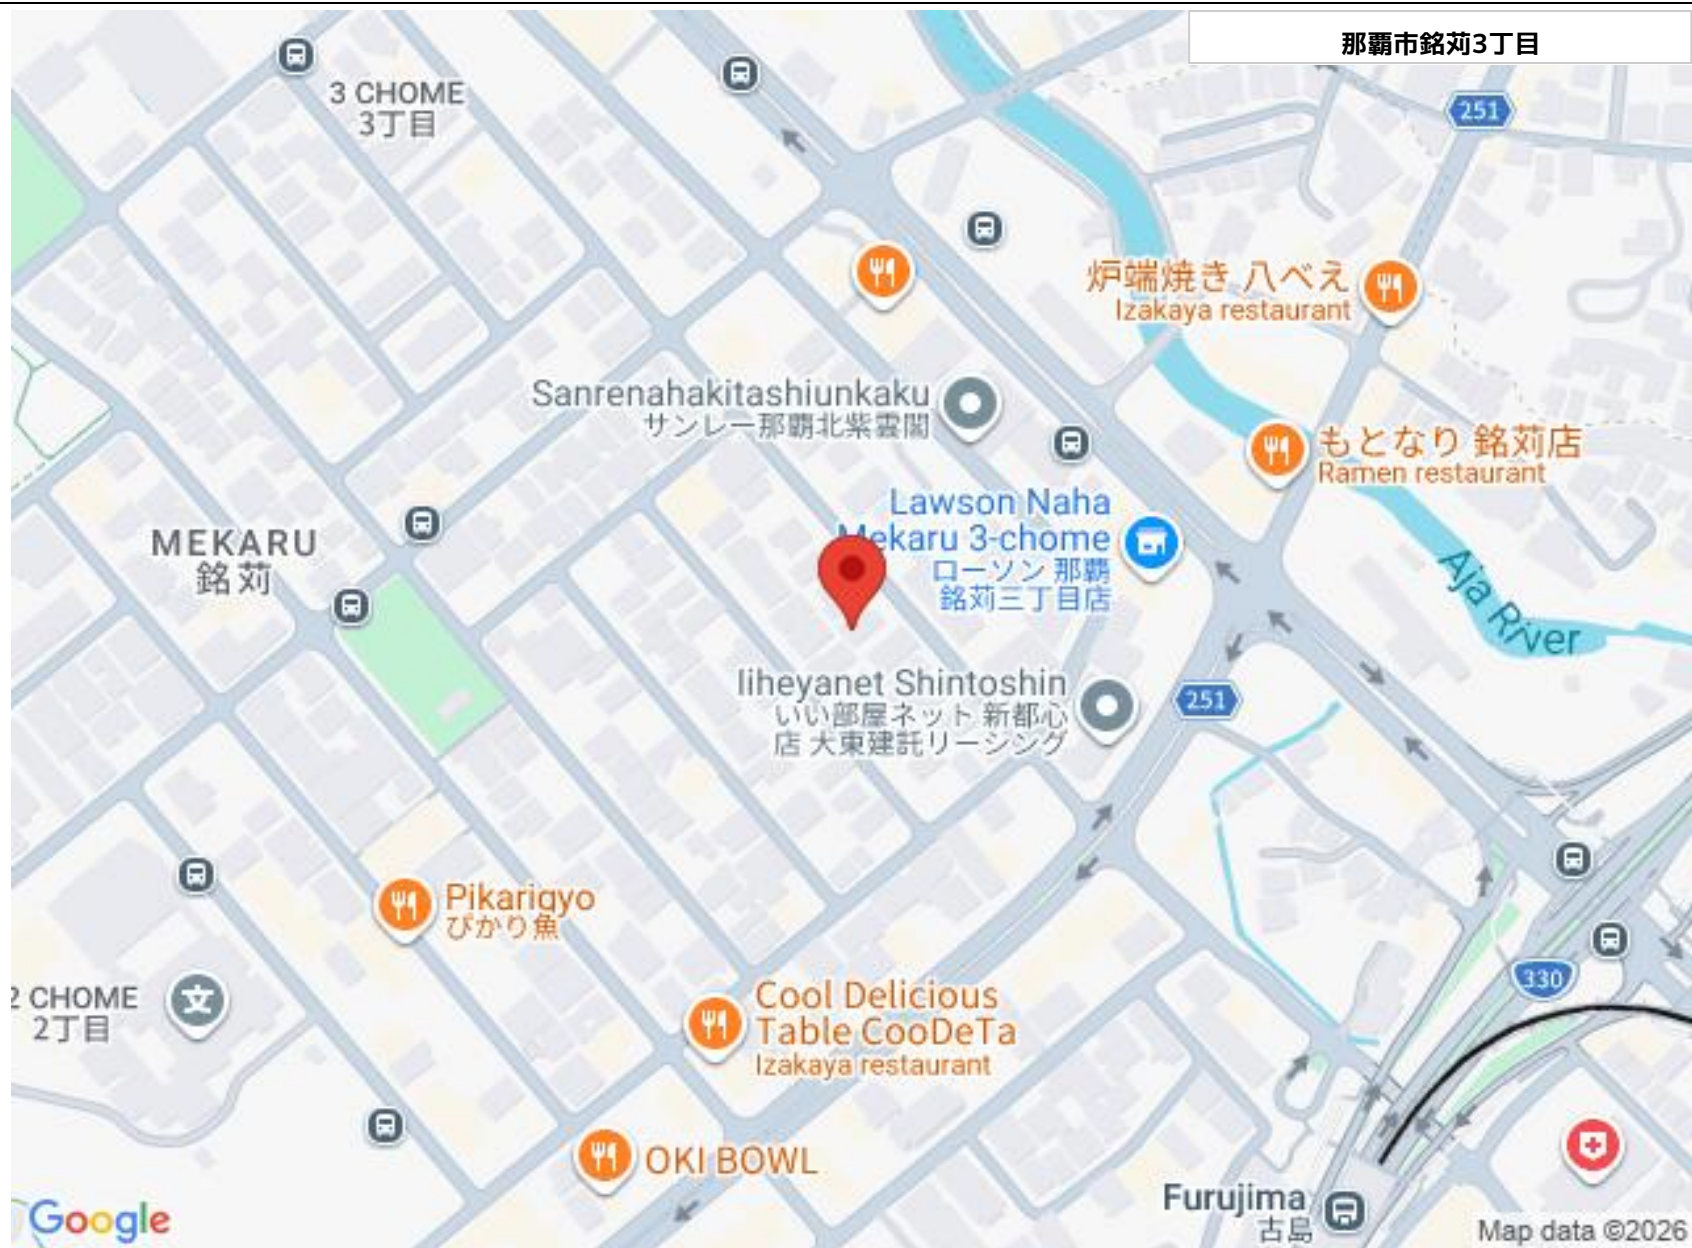 那覇市銘苅3丁目
3 CHOME
3丁目
251
炉端焼き 八べえ
Izakaya restaurant
Sanrenahakitashiunkaku
サンレー那覇北紫雲閣
もとなり 銘苅店
Ramen restaurant
Lawson Naha
Mekaru 3-chome
ローソン 那覇
銘苅三丁目店
MEKARU
銘苅
Aja River
Iiheyanet Shintoshin
いい部屋ネット 新都心
店 大東建託リーシング
251
Pikarigyo
ぴかり魚
330
2 CHOME
2丁目
文
Cool Delicious
Table CooDeTa
Izakaya restaurant
OKI BOWL
Furujima
古島
Google
Map data ©2026